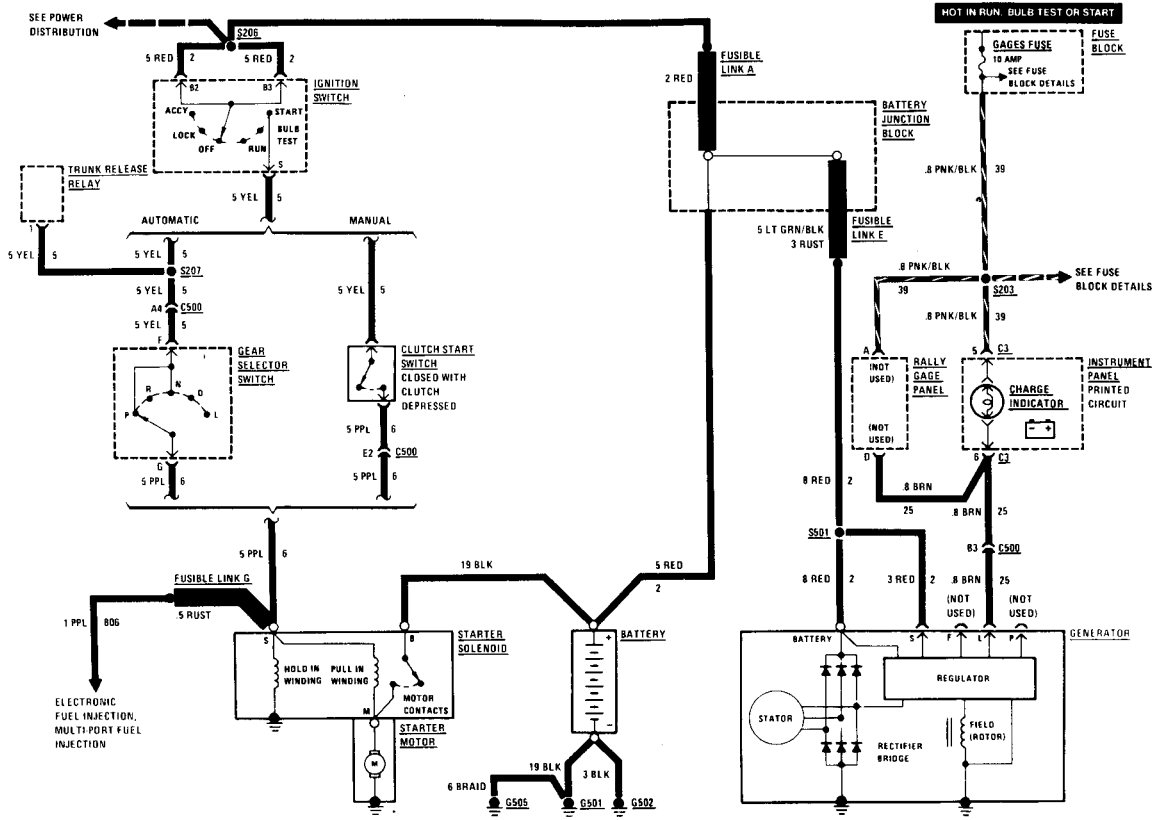 HOT IN RUN, BULB TEST OR START
SEE POWER
DISTRIBUTION
S206
5 RED
2
5 RED
2
B2
B3
IGNITION
SWITCH
ACCY
LOCK
OFF
RUN
START
BULB
TEST
S
FUSIBLE
LINK A
2 RED
BATTERY
JUNCTION
BLOCK
GAGES FUSE
10 AMP
SEE FUSE
BLOCK DETAILS
FUSE
BLOCK
TRUNK RELEASE
RELAY
1
5 YEL
5
5 YEL
5
AUTOMATIC
MANUAL
5 YEL
5
S207
5 YEL
5
A4
C500
5 YEL
5
F
5 YEL
5
GEAR
SELECTOR
SWITCH
P
R
N
D
L
G
5 PPL
6
CLUTCH START
SWITCH
CLOSED WITH
CLUTCH
DEPRESSED
5 PPL
6
E2
C500
5 PPL
6
5 PPL
6
.8 PNK/BLK
39
5 LT GRN/BLK
3 RUST
FUSIBLE
LINK E
.8 PNK/BLK
39
S203
SEE FUSE
BLOCK DETAILS
.8 PNK/BLK
39
A
(NOT
USED)
(NOT
USED)
D
RALLY
GAGE
PANEL
5
C3
CHARGE
INDICATOR
- +
6
C3
INSTRUMENT
PANEL
PRINTED
CIRCUIT
.8 BRN
25
.8 BRN
25
B3
C500
8 RED
2
S501
8 RED
2
3 RED
2
.8 BRN
25
(NOT
USED)
(NOT
USED)
FUSIBLE LINK G
.5 RUST
1 PPL
806
ELECTRONIC
FUEL INJECTION,
MULTI-PORT FUEL
INJECTION
19 BLK
5 RED
2
S
B
HOLD IN
WINDING
PULL IN
WINDING
MOTOR
CONTACTS
M
STARTER
SOLENOID
STARTER
MOTOR
M
BATTERY
+
-
19 BLK
3 BLK
6 BRAID
G505
G501
G502
BATTERY
S
F
L
P
GENERATOR
REGULATOR
STATOR
FIELD
(ROTOR)
RECTIFIER
BRIDGE